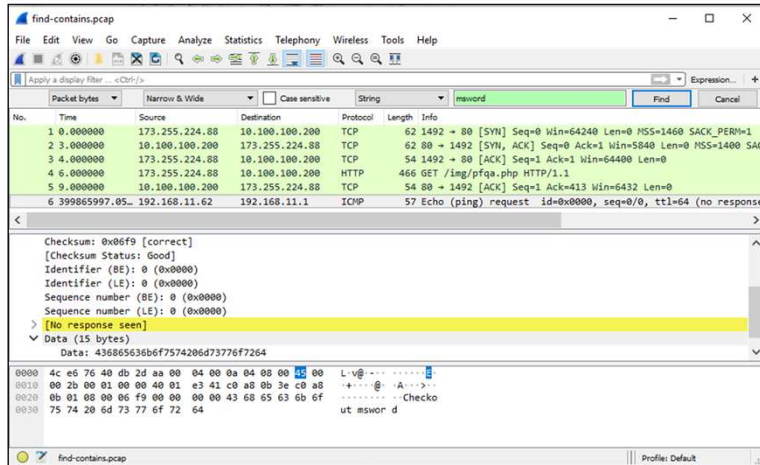 find-contains.pcap
File Edit View Go Capture Analyze Statistics Telephony Wireless Tools Help
Apply a display filter ... <Ctrl-/> Expression... +
Packet bytes Narrow & Wide Case sensitive String msword Find Cancel
No. Time Source Destination Protocol Length Info
1 0.000000 173.255.224.88 10.100.100.200 TCP 62 1492 → 80 [SYN] Seq=0 Win=64240 Len=0 MSS=1460 SACK_PERM=1
2 3.000000 10.100.100.200 173.255.224.88 TCP 62 80 → 1492 [SYN, ACK] Seq=0 Ack=1 Win=5840 Len=0 MSS=1400 SAC
3 4.000000 173.255.224.88 10.100.100.200 TCP 54 1492 → 80 [ACK] Seq=1 Ack=1 Win=64400 Len=0
4 6.000000 173.255.224.88 10.100.100.200 HTTP 466 GET /img/pfqa.php HTTP/1.1
5 9.000000 10.100.100.200 173.255.224.88 TCP 54 80 → 1492 [ACK] Seq=1 Ack=413 Win=6432 Len=0
6 399865997.05… 192.168.11.62 192.168.11.1 ICMP 57 Echo (ping) request id=0x0000, seq=0/0, ttl=64 (no response
Checksum: 0x06f9 [correct]
[Checksum Status: Good]
Identifier (BE): 0 (0x0000)
Identifier (LE): 0 (0x0000)
Sequence number (BE): 0 (0x0000)
Sequence number (LE): 0 (0x0000)
[No response seen]
Data (15 bytes)
Data: 436865636b6f7574206d73776f7264
0000 4c e6 76 40 db 2d aa 00 04 00 0a 04 08 00 45 00 L·v@·-·· ······E·
0010 00 2b 00 01 00 00 40 01 e3 41 c0 a8 0b 3e c0 a8 ·+····@· ·A···>··
0020 0b 01 08 00 06 f9 00 00 00 00 43 68 65 63 6b 6f ········ ··Checko
0030 75 74 20 6d 73 77 6f 72 64 ut mswor d
find-contains.pcap Profile: Default